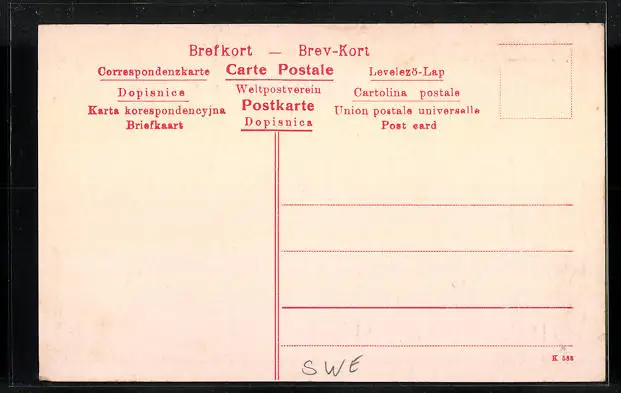 Brefkort — Brev-Kort
Correspondenzkarte Carte Postale Levelező-Lap
Weltpostverein
Dopisnice Cartolina postale
Postkarte
Karta korespondencyjna Union postale universelle
Briefkaart Dopisnica Post card
K 588
SWE